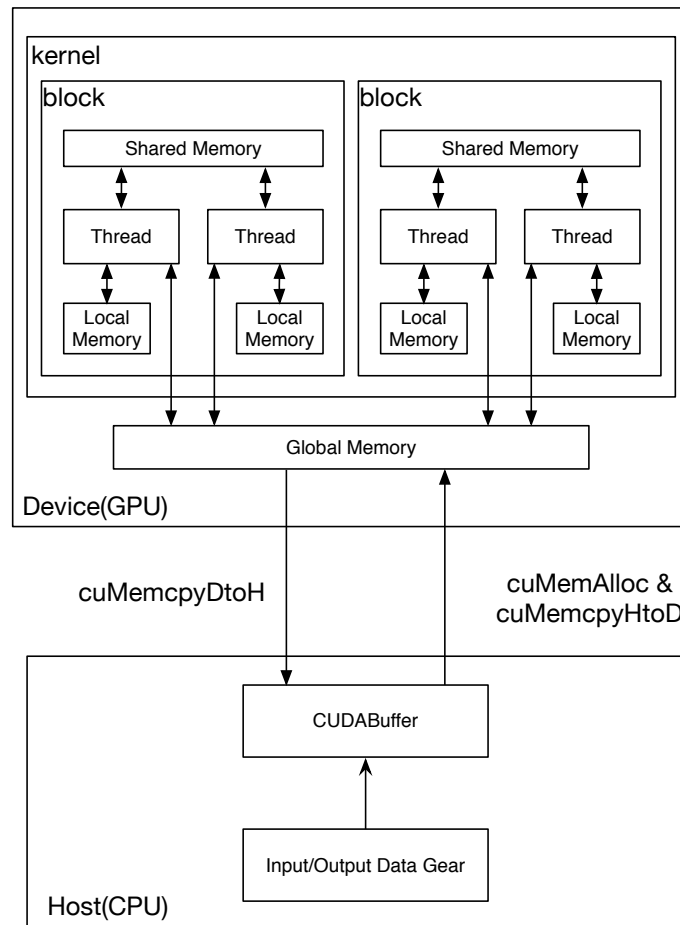 kernel
block
block
Shared Memory
Shared Memory
Thread
Thread
Thread
Thread
Local
Memory
Local
Memory
Local
Memory
Local
Memory
Global Memory
Device(GPU)
cuMemcpyDtoH
cuMemAlloc &
cuMemcpyHtoD
CUDABuffer
Input/Output Data Gear
Host(CPU)